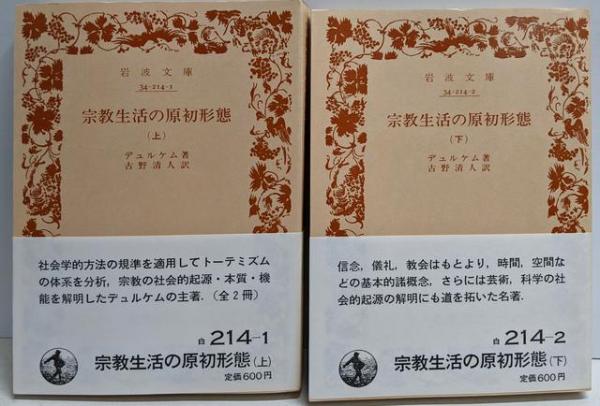 岩波文庫
34-214-1
宗教生活の原初形態
(上)
デュルケム著
古野清人訳
社会学的方法の規準を適用してトーテミズム
の体系を分析，宗教の社会的起源・本質・機
能を解明したデュルケムの主著．（全2冊）
白 214-1
宗教生活の原初形態(上)
定価600円
岩波文庫
34-214-2
宗教生活の原初形態
(下)
デュルケム著
古野清人訳
信念，儀礼，教会はもとより，時間，空間な
どの基本的諸概念，さらには芸術，科学の社
会的起源の解明にも道を拓いた名著．
白 214-2
宗教生活の原初形態(下)
定価600円